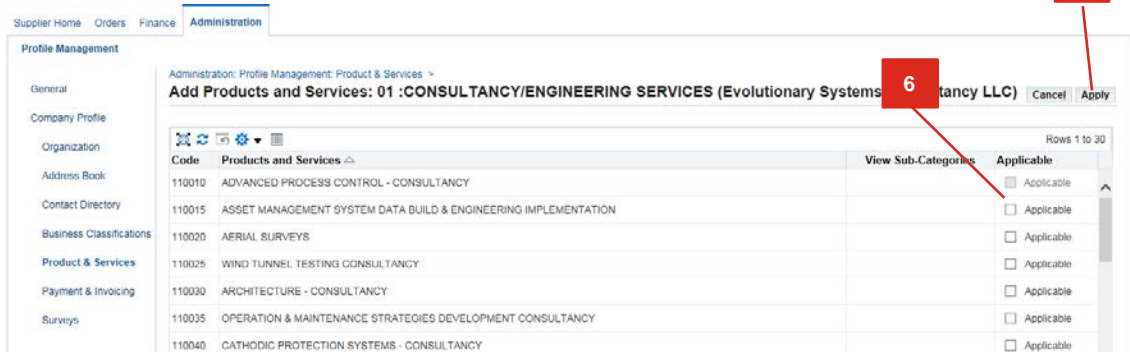 Supplier Home Orders Finance Administration
Profile Management
Administration: Profile Management: Product & Services >
Add Products and Services: 01 :CONSULTANCY/ENGINEERING SERVICES (Evolutionary Systems tancy LLC) Cancel Apply
6
General
Company Profile
Organization
Address Book
Contact Directory
Business Classifications
Product & Services
Payment & Invoicing
Surveys
Rows 1 to 30
Code Products and Services View Sub-Categories Applicable
110010 ADVANCED PROCESS CONTROL - CONSULTANCY Applicable
110015 ASSET MANAGEMENT SYSTEM DATA BUILD & ENGINEERING IMPLEMENTATION Applicable
110020 AERIAL SURVEYS Applicable
110025 WIND TUNNEL TESTING CONSULTANCY Applicable
110030 ARCHITECTURE - CONSULTANCY Applicable
110035 OPERATION & MAINTENANCE STRATEGIES DEVELOPMENT CONSULTANCY Applicable
110040 CATHODIC PROTECTION SYSTEMS - CONSULTANCY Applicable